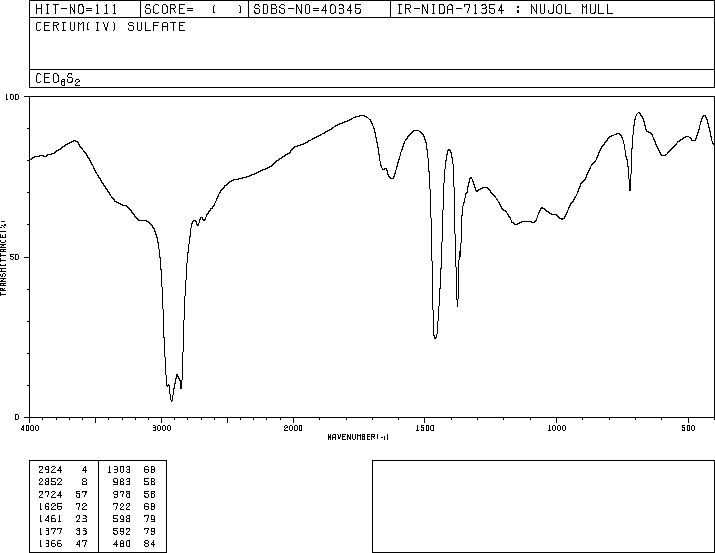 HIT-NO=111 SCORE= ( ) SDBS-NO=40345 IR-NIDA-71354 : NUJOL MULL
CERIUM(IV) SULFATE
CEO8S2
100
50
0
TRANSMITTANCE(%)
4000 3000 2000 1500 1000 500
WAVENUMBER(-1)
2924 4 1303 68
2852 8 983 58
2724 57 978 58
1625 72 722 68
1461 23 598 79
1377 33 592 79
1366 47 480 84